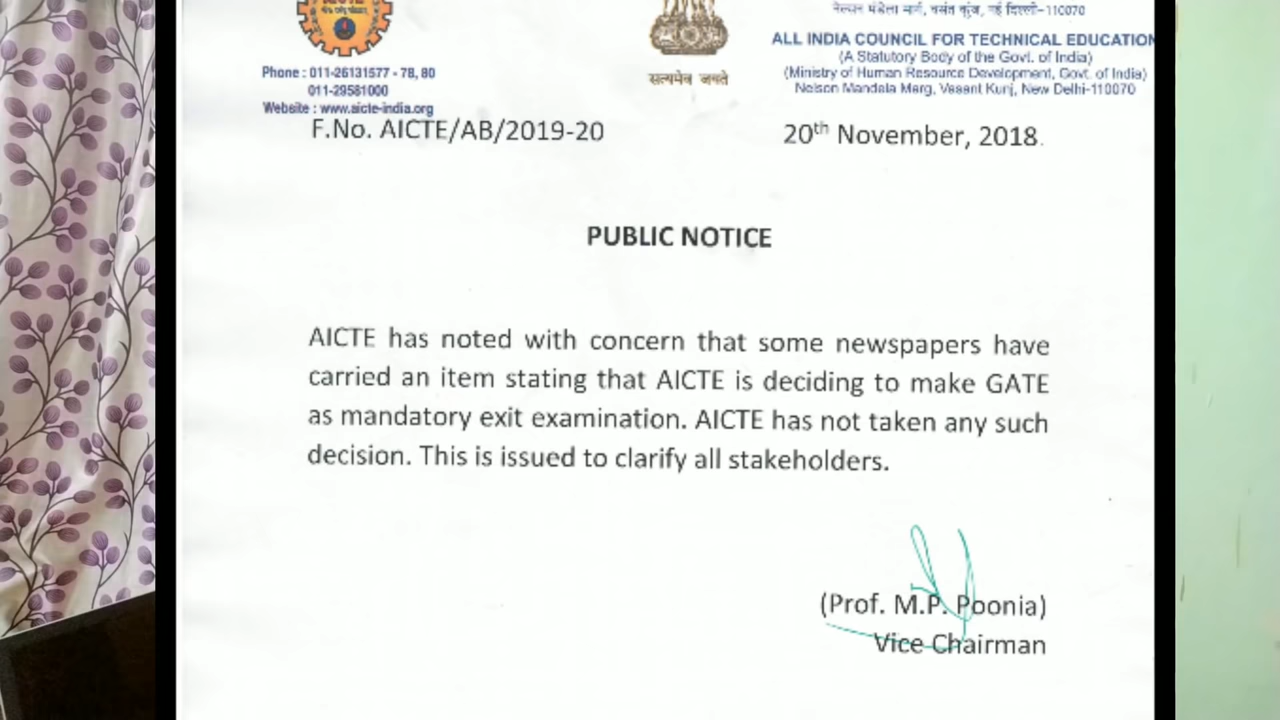 नेल्सन मंडेला मार्ग, वसंत कुंज, नई दिल्ली-110070
ALL INDIA COUNCIL FOR TECHNICAL EDUCATION
(A Statutory Body of the Govt. of India)
(Ministry of Human Resource Development, Govt. of India)
Nelson Mandela Marg, Vasant Kunj, New Delhi-110070
सत्यमेव जयते
Phone : 011-26131577 - 78, 80
011-29581000
Website : www.aicte-india.org
F.No. AICTE/AB/2019-20
20th November, 2018.
PUBLIC NOTICE
AICTE has noted with concern that some newspapers have
carried an item stating that AICTE is deciding to make GATE
as mandatory exit examination. AICTE has not taken any such
decision. This is issued to clarify all stakeholders.
(Prof. M.P. Poonia)
Vice Chairman